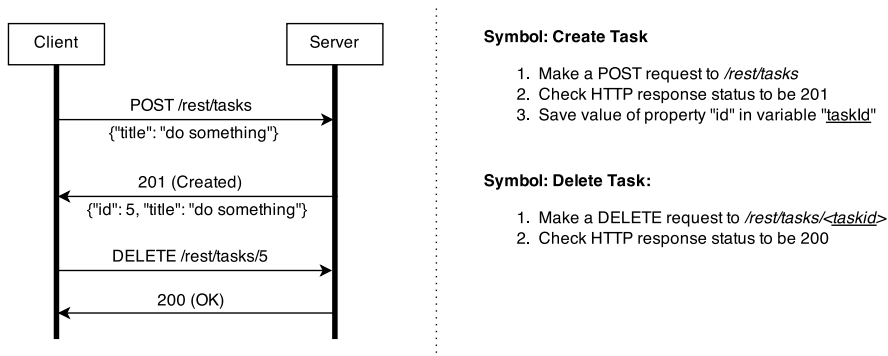 Client
Server
POST /rest/tasks
{"title": "do something"}
201 (Created)
{"id": 5, "title": "do something"}
DELETE /rest/tasks/5
200 (OK)
Symbol: Create Task
1. Make a POST request to /rest/tasks
2. Check HTTP response status to be 201
3. Save value of property "id" in variable "taskId"
Symbol: Delete Task:
1. Make a DELETE request to /rest/tasks/<taskid>
2. Check HTTP response status to be 200